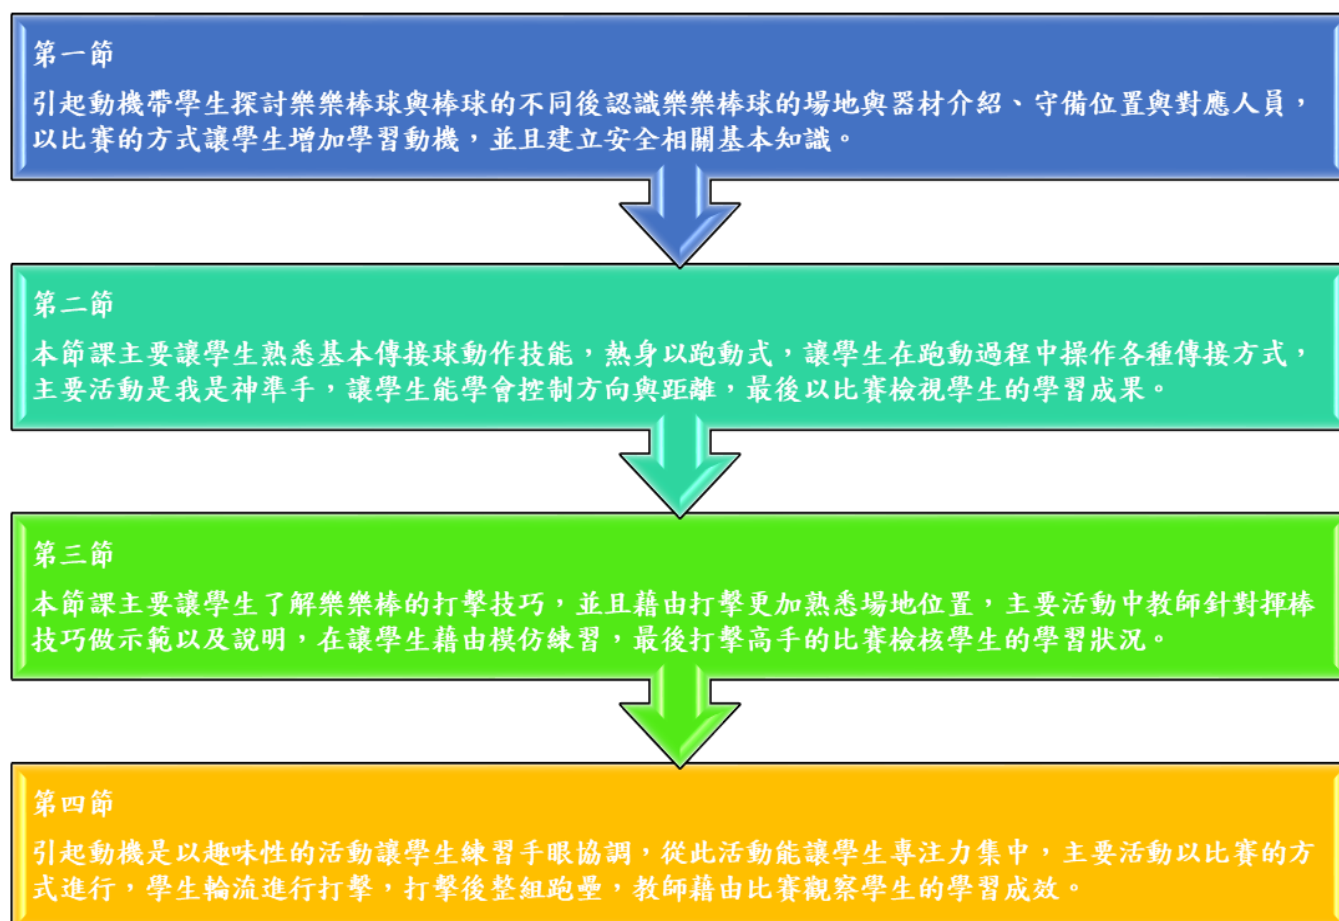 第一節
引起動機帶學生探討樂樂棒球與棒球的不同後認識樂樂棒球的場地與器材介紹、守備位置與對應人員，
以比賽的方式讓學生增加學習動機，並且建立安全相關基本知識。
第二節
本節課主要讓學生熟悉基本傳接球動作技能，熱身以跑動式，讓學生在跑動過程中操作各種傳接方式，
主要活動是我是神準手，讓學生能學會控制方向與距離，最後以比賽檢視學生的學習成果。
第三節
本節課主要讓學生了解樂樂棒的打擊技巧，並且藉由打擊更加熟悉場地位置，主要活動中教師針對揮棒
技巧做示範以及說明，在讓學生藉由模仿練習，最後打擊高手的比賽檢核學生的學習狀況。
第四節
引起動機是以趣味性的活動讓學生練習手眼協調，從此活動能讓學生專注力集中，主要活動以比賽的方
式進行，學生輪流進行打擊，打擊後整組跑壘，教師藉由比賽觀察學生的學習成效。